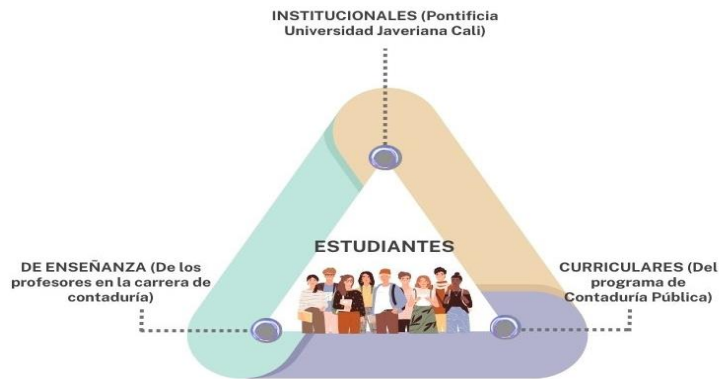 INSTITUCIONALES (Pontificia
Universidad Javeriana Cali)
ESTUDIANTES
DE ENSEÑANZA (De los
profesores en la carrera de
contaduría)
CURRICULARES (Del
programa de
Contaduría Pública)